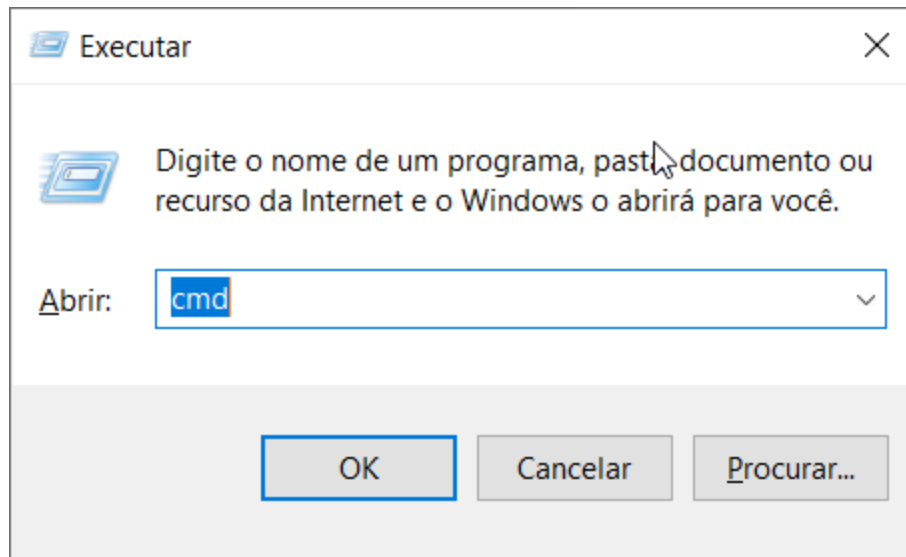 Executar
Digite o nome de um programa, pasta, documento ou
recurso da Internet e o Windows o abrirá para você.
Abrir:
cmd
OK
Cancelar
Procurar...